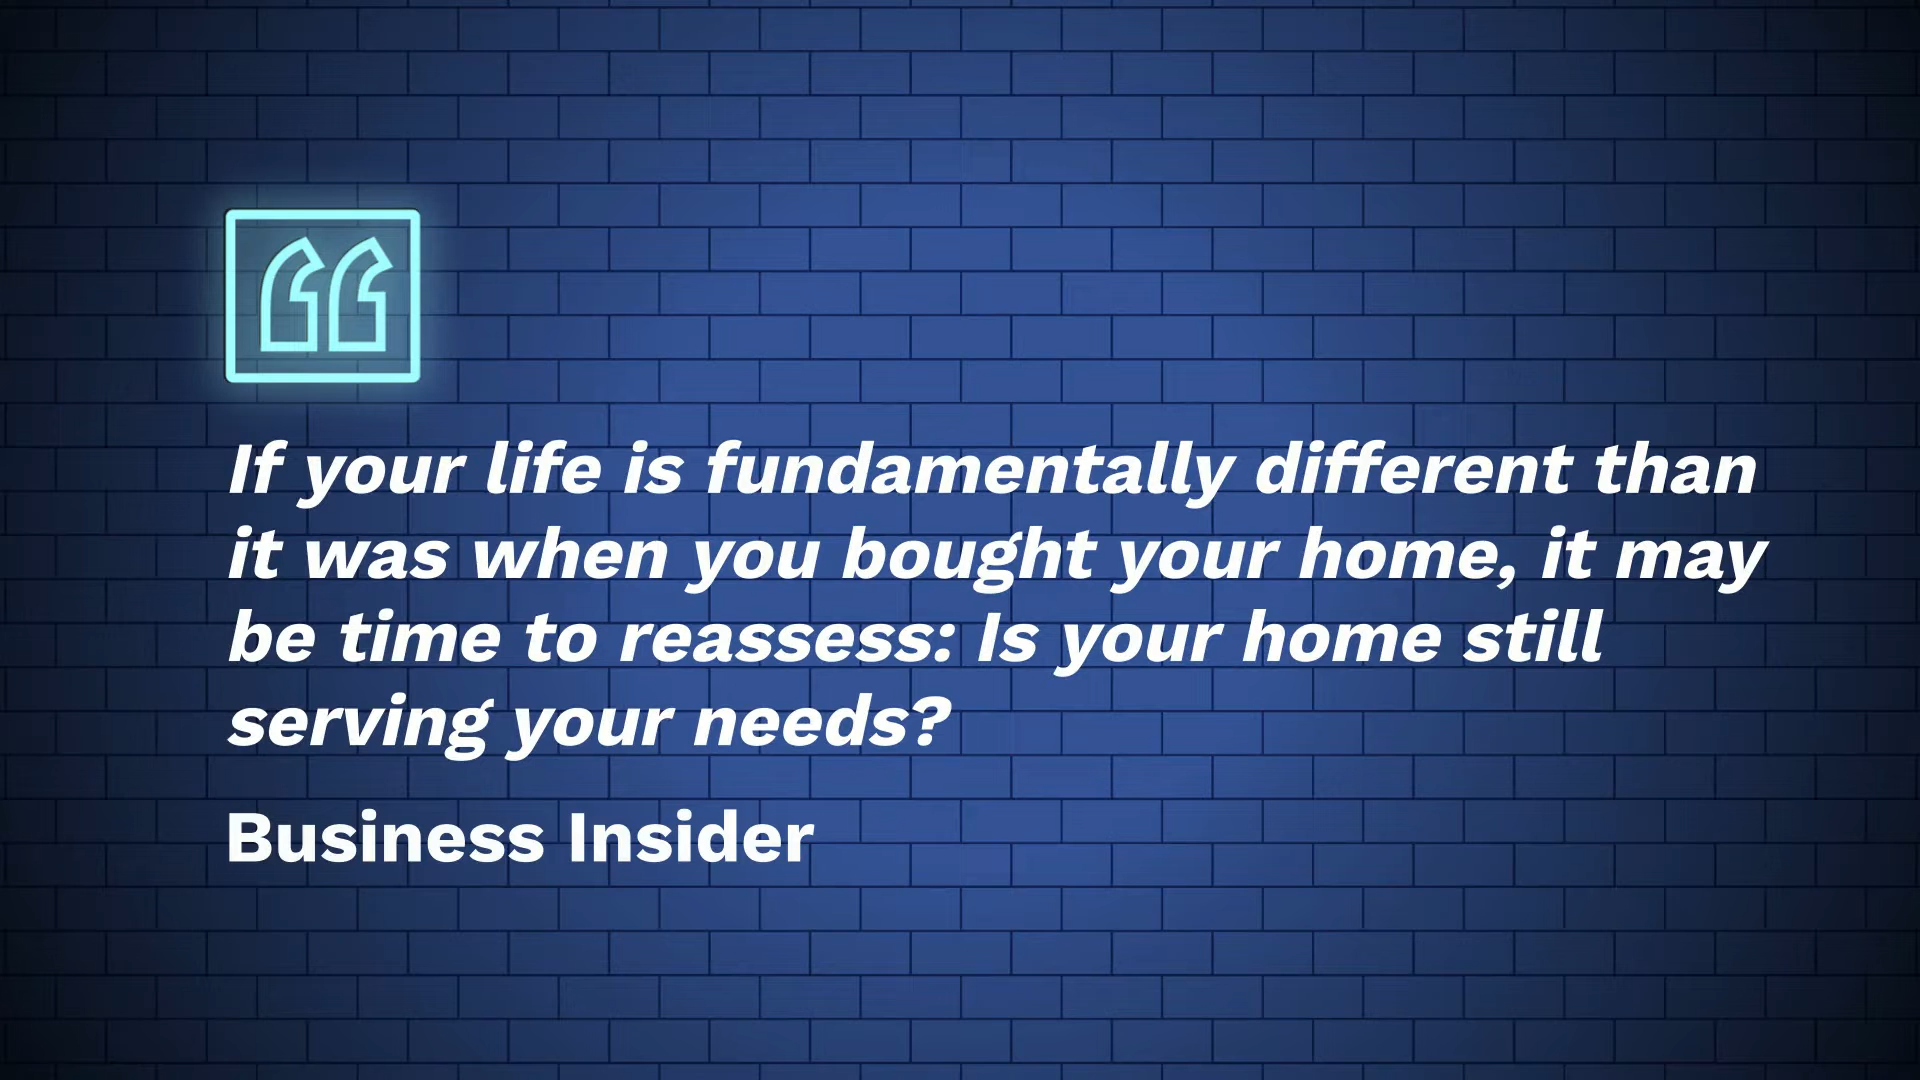 If your life is fundamentally different than
it was when you bought your home, it may
be time to reassess: Is your home still
serving your needs?
Business Insider